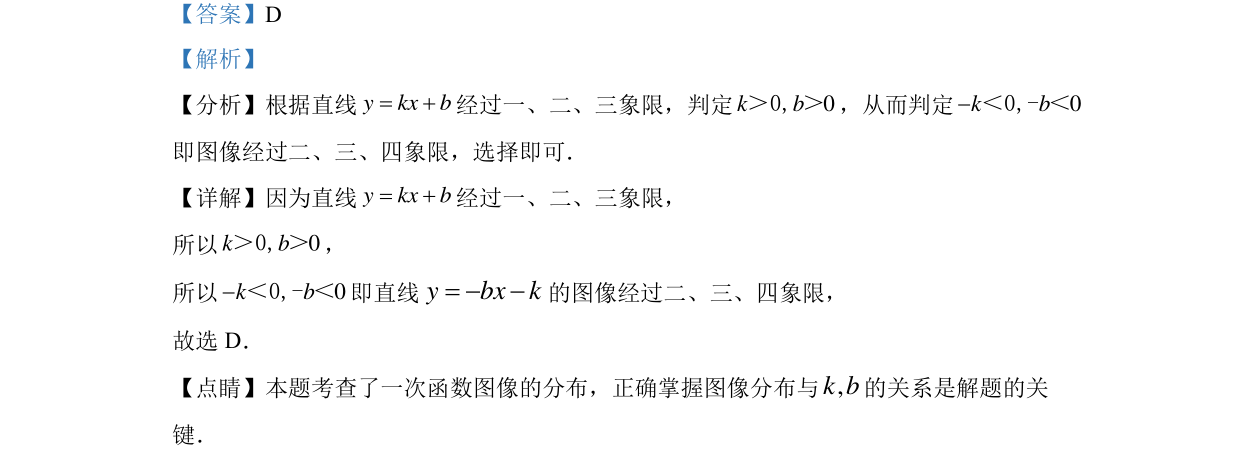 【答案】D
【解析】
【分析】根据直线 y = kx + b 经过一、二、三象限，判定 k＞0, b＞0 ，从而判定 −k＜0, -b＜0
即图像经过二、三、四象限，选择即可．
【详解】因为直线 y = kx + b 经过一、二、三象限，
所以 k＞0, b＞0 ，
所以 −k＜0, -b＜0 即直线 y = −bx − k 的图像经过二、三、四象限，
故选 D．
【点睛】本题考查了一次函数图像的分布，正确掌握图像分布与 k,b 的关系是解题的关
键．